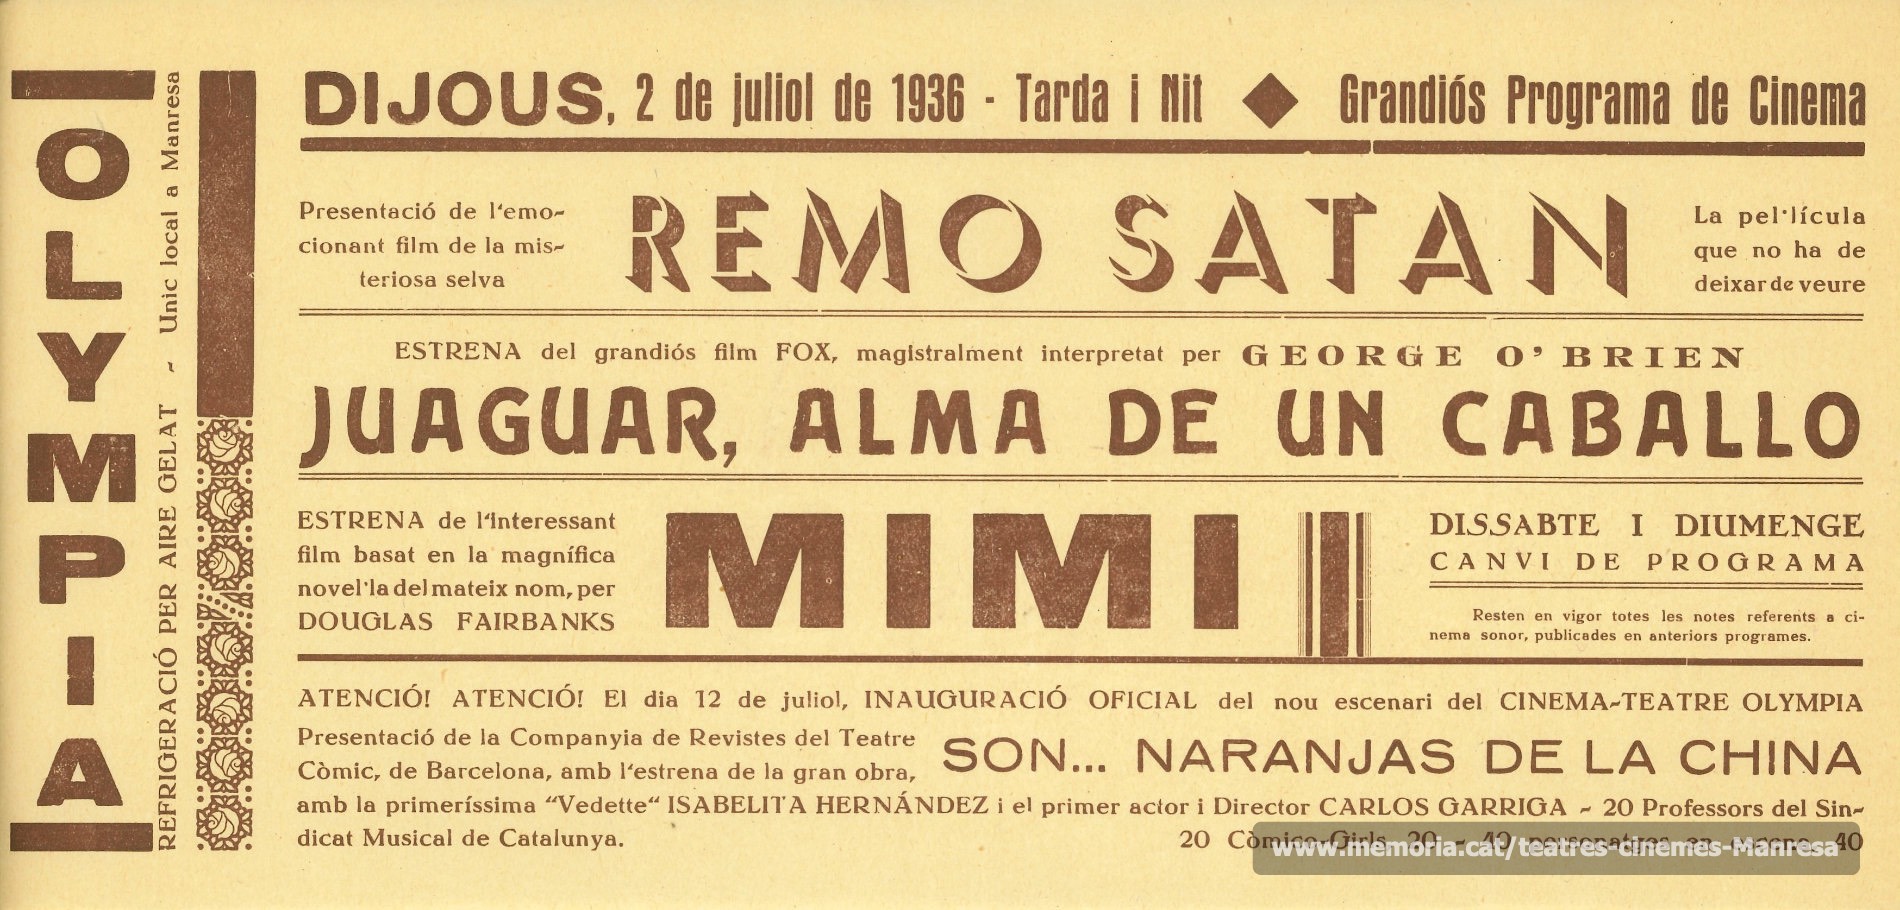 OLYMPIA
REFRIGERACIÓ PER AIRE GELAT - Unic local a Manresa
DIJOUS, 2 de juliol de 1936 - Tarda i Nit ◆ Grandiós Programa de Cinema
Presentació de l'emo-
cionant film de la mis-
teriosa selva
REMO SATAN
La pel·lícula
que no ha de
deixar de veure
ESTRENA del grandiós film FOX, magistralment interpretat per GEORGE O'BRIEN
JUAGUAR, ALMA DE UN CABALLO
ESTRENA de l'interessant
film basat en la magnífica
novel·la del mateix nom, per
DOUGLAS FAIRBANKS
MIMI
DISSABTE I DIUMENGE
CANVI DE PROGRAMA
Resten en vigor totes les notes referents a ci-
nema sonor, publicades en anteriors programes.
ATENCIÓ! ATENCIÓ! El dia 12 de juliol, INAUGURACIÓ OFICIAL del nou escenari del CINEMA-TEATRE OLYMPIA
Presentació de la Companyia de Revistes del Teatre
Còmic, de Barcelona, amb l'estrena de la gran obra,
SON... NARANJAS DE LA CHINA
amb la primeríssima "Vedette" ISABELITA HERNÁNDEZ i el primer actor i Director CARLOS GARRIGA - 20 Professors del Sin-
dicat Musical de Catalunya.
20 Còmico-Girls 20 - 40 personatges en escena 40
www.memoria.cat/teatres-cinemes-Manresa